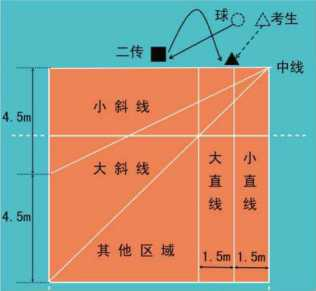 球
考生
二传
中线
小斜线
4.5m
大斜线
大直线
小直线
4.5m
其他区域
1.5m
1.5m